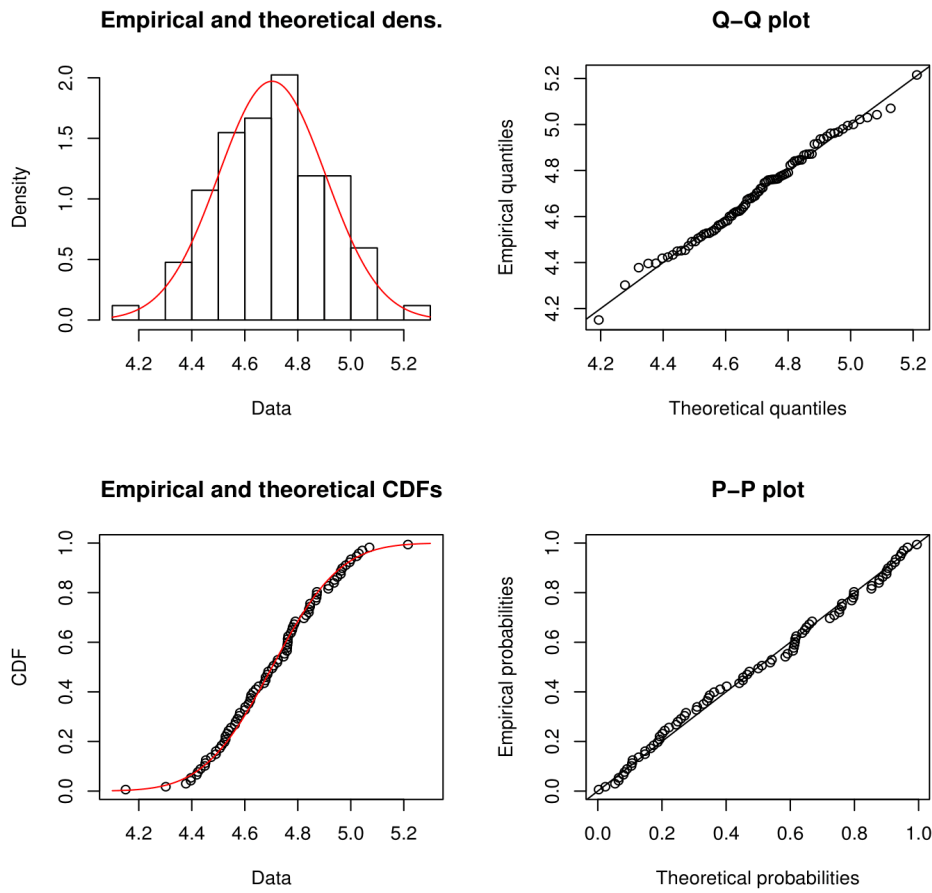 Empirical and theoretical dens.
Density
0.0 0.5 1.0 1.5 2.0
4.2 4.4 4.6 4.8 5.0 5.2
Data
Q−Q plot
Empirical quantiles
4.2 4.4 4.6 4.8 5.0 5.2
4.2 4.4 4.6 4.8 5.0 5.2
Theoretical quantiles
Empirical and theoretical CDFs
CDF
0.0 0.2 0.4 0.6 0.8 1.0
4.2 4.4 4.6 4.8 5.0 5.2
Data
P−P plot
Empirical probabilities
0.0 0.2 0.4 0.6 0.8 1.0
0.0 0.2 0.4 0.6 0.8 1.0
Theoretical probabilities